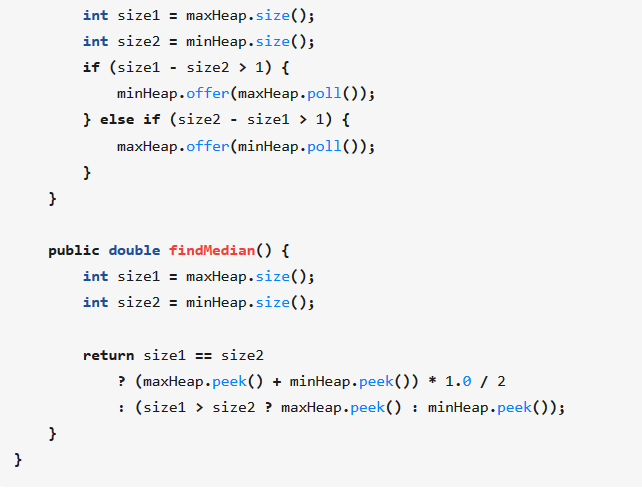 int size1 = maxHeap.size();
int size2 = minHeap.size();
if (size1 - size2 > 1) {
minHeap.offer(maxHeap.poll());
} else if (size2 - size1 > 1) {
maxHeap.offer(minHeap.poll());
}
}
public double findMedian() {
int size1 = maxHeap.size();
int size2 = minHeap.size();
return size1 == size2
? (maxHeap.peek() + minHeap.peek()) * 1.0 / 2
: (size1 > size2 ? maxHeap.peek() : minHeap.peek());
}
}